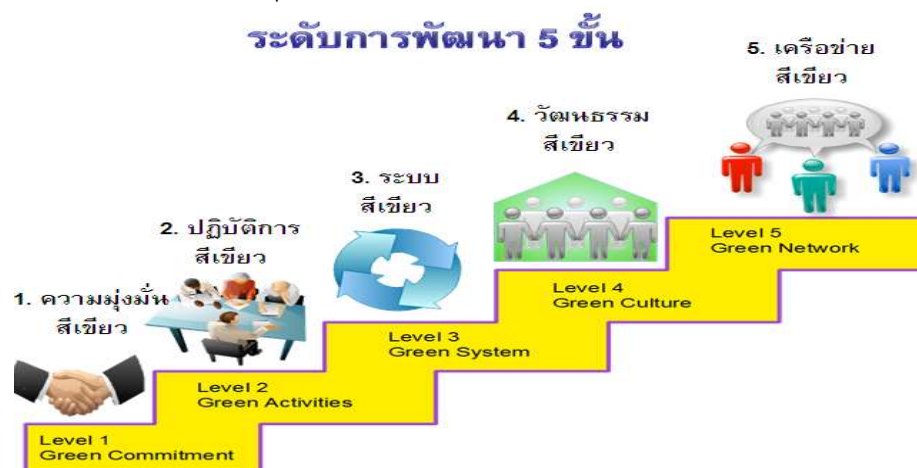 ระดับการพัฒนา 5 ขั้น
1. ความมุ่งมั่น
สีเขียว
Level 1
Green Commitment
2. ปฏิบัติการ
สีเขียว
Level 2
Green Activities
3. ระบบ
สีเขียว
Level 3
Green System
4. วัฒนธรรม
สีเขียว
Level 4
Green Culture
5. เครือข่าย
สีเขียว
Level 5
Green Network